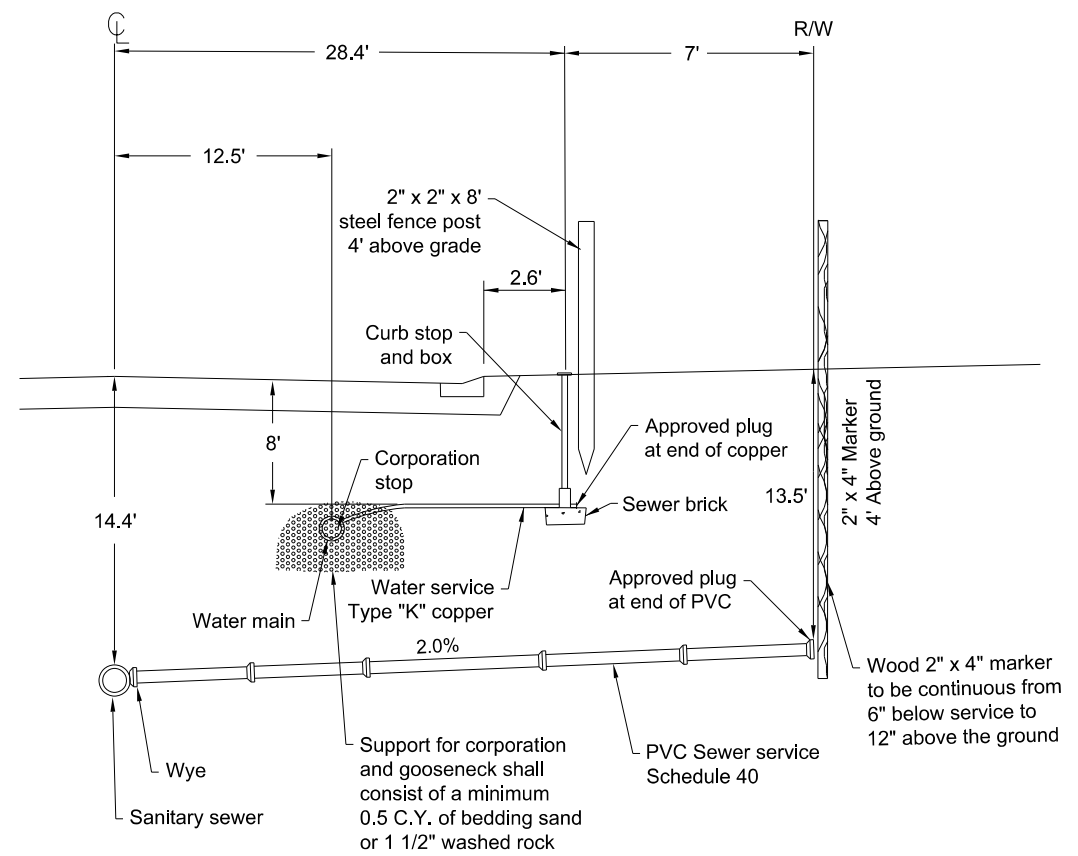 ℄
R/W
28.4'
7'
12.5'
2" x 2" x 8'
steel fence post
4' above grade
2.6'
Curb stop
and box
8'
Approved plug
at end of copper
Corporation
stop
Sewer brick
13.5'
2" x 4" Marker
4' Above ground
14.4'
Water service
Type "K" copper
Approved plug
at end of PVC
Water main
2.0%
Wood 2" x 4" marker
to be continuous from
6" below service to
12" above the ground
Support for corporation
and gooseneck shall
consist of a minimum
0.5 C.Y. of bedding sand
or 1 1/2" washed rock
PVC Sewer service
Schedule 40
Wye
Sanitary sewer